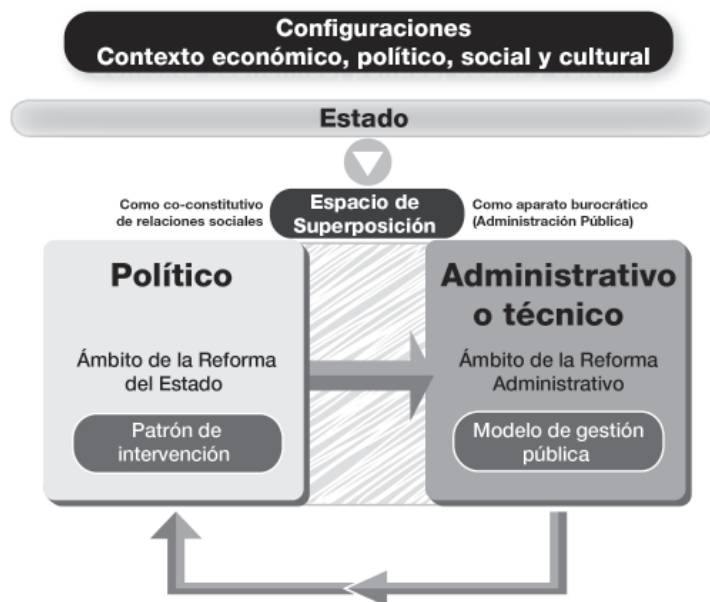 Configuraciones
Contexto económico, político, social y cultural
Estado
Como co-constitutivo
de relaciones sociales
Espacio de
Superposición
Como aparato burocrático
(Administración Pública)
Político
Ámbito de la Reforma
del Estado
Patrón de
intervención
Administrativo
o técnico
Ámbito de la Reforma
Administrativo
Modelo de gestión
pública